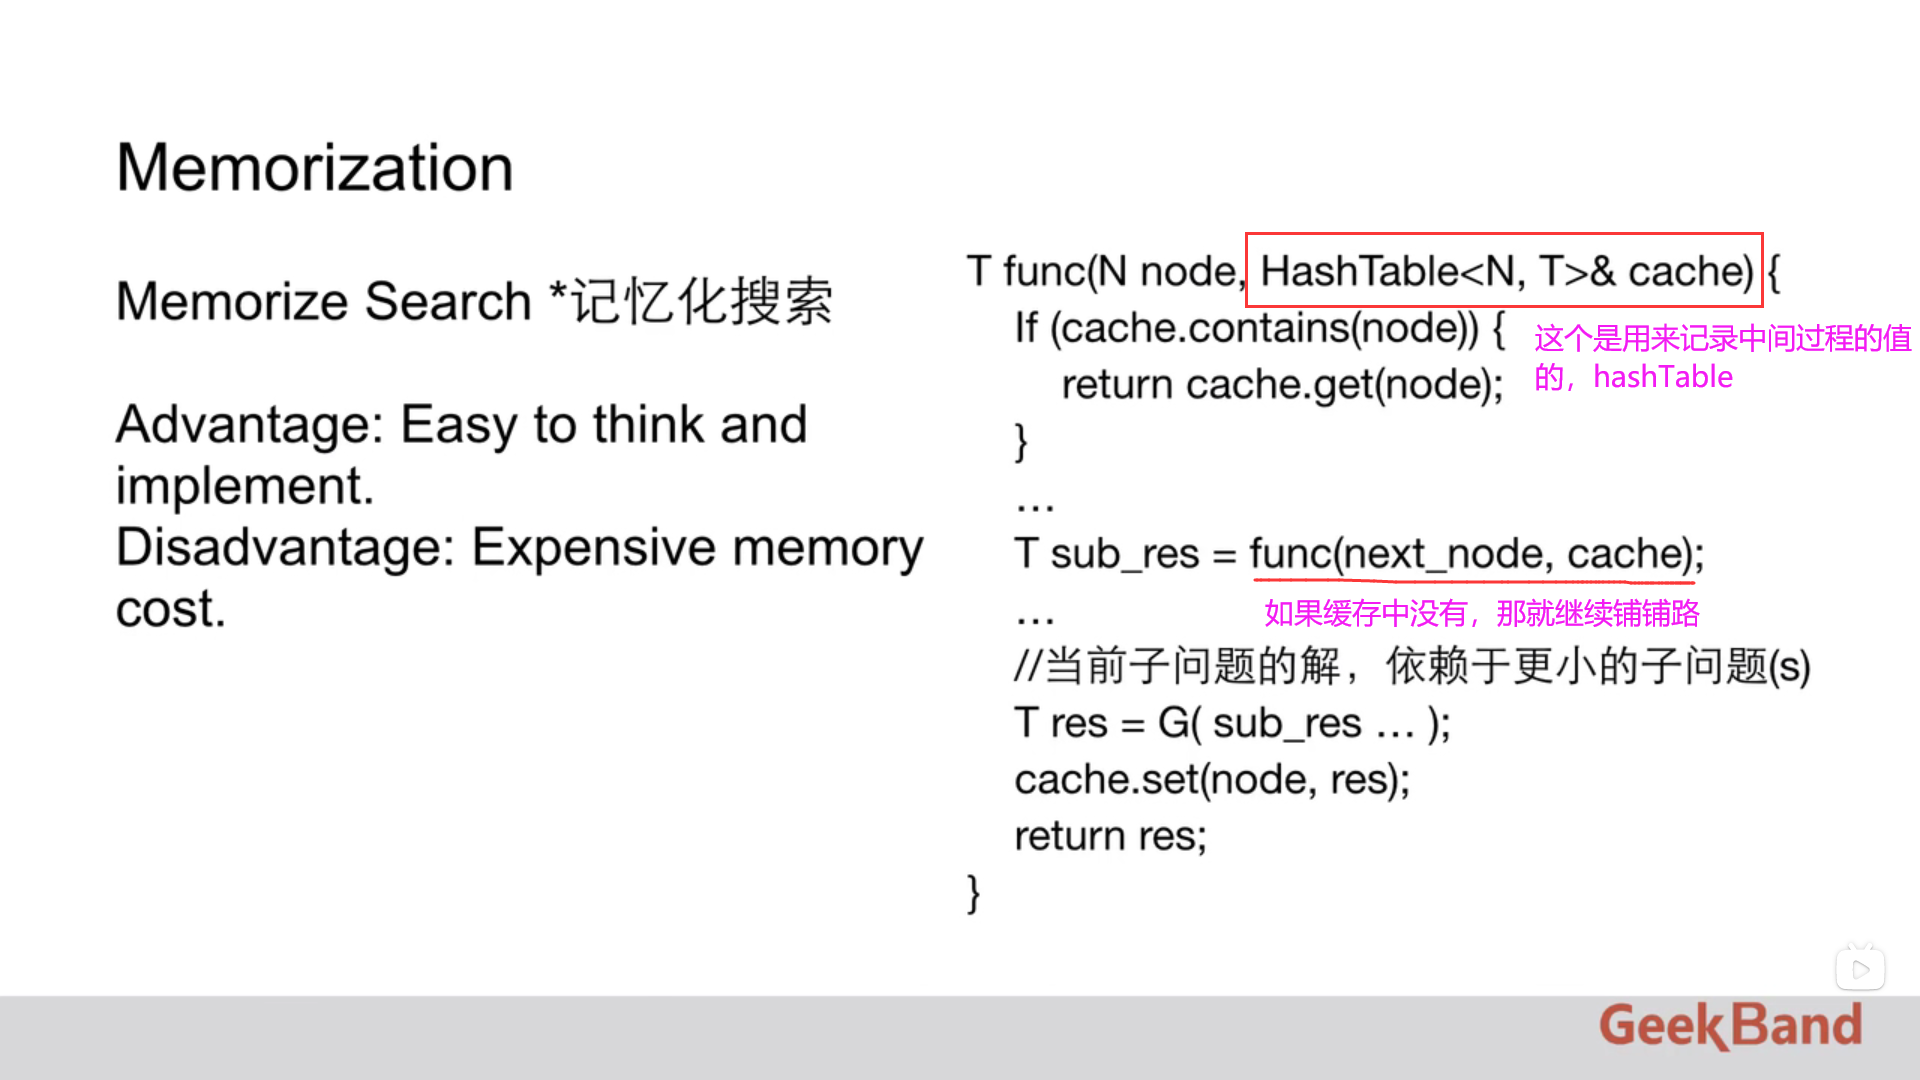 Memorization
Memorize Search *记忆化搜索
Advantage: Easy to think and
implement.
Disadvantage: Expensive memory
cost.
T func(N node, HashTable<N, T>& cache) {
If (cache.contains(node)) {
return cache.get(node);
}
这个是用来记录中间过程的值
的，hashTable
…
T sub_res = func(next_node, cache);
如果缓存中没有，那就继续铺铺路
…
//当前子问题的解，依赖于更小的子问题(s)
T res = G( sub_res … );
cache.set(node, res);
return res;
}
GeekBand